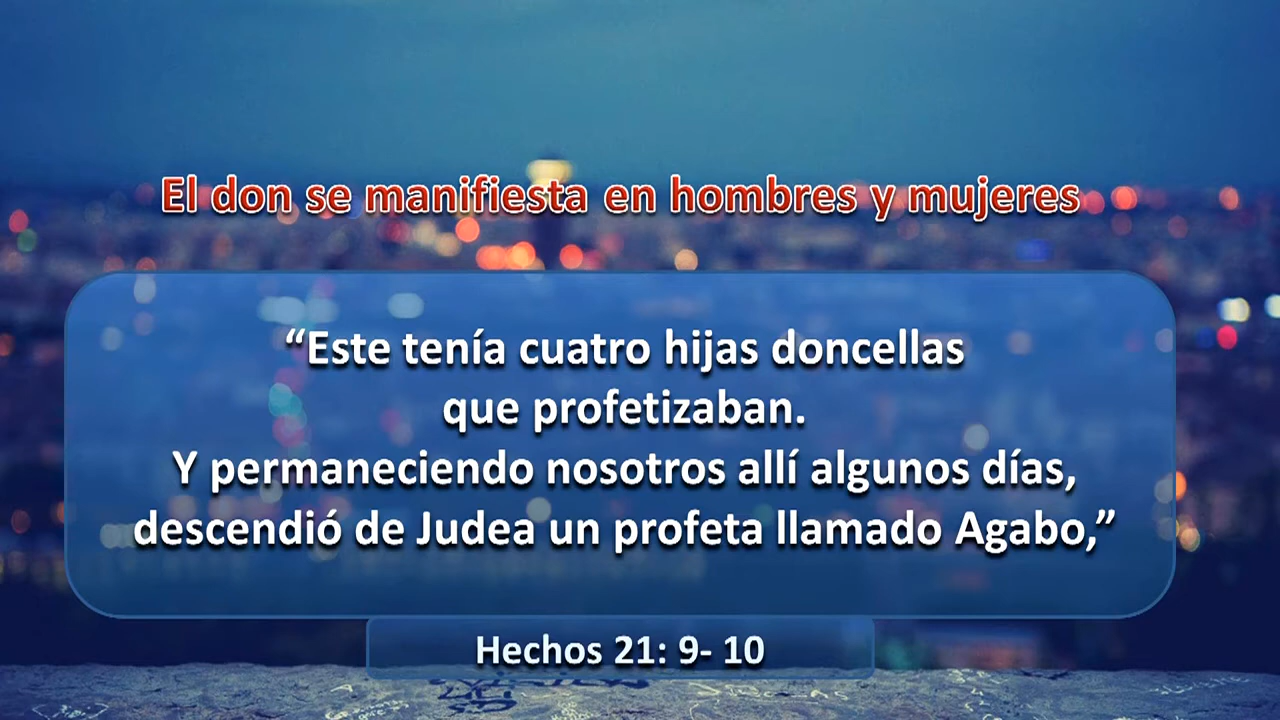 El don se manifiesta en hombres y mujeres
“Este tenía cuatro hijas doncellas
que profetizaban.
Y permaneciendo nosotros allí algunos días,
descendió de Judea un profeta llamado Agabo,”
Hechos 21: 9- 10